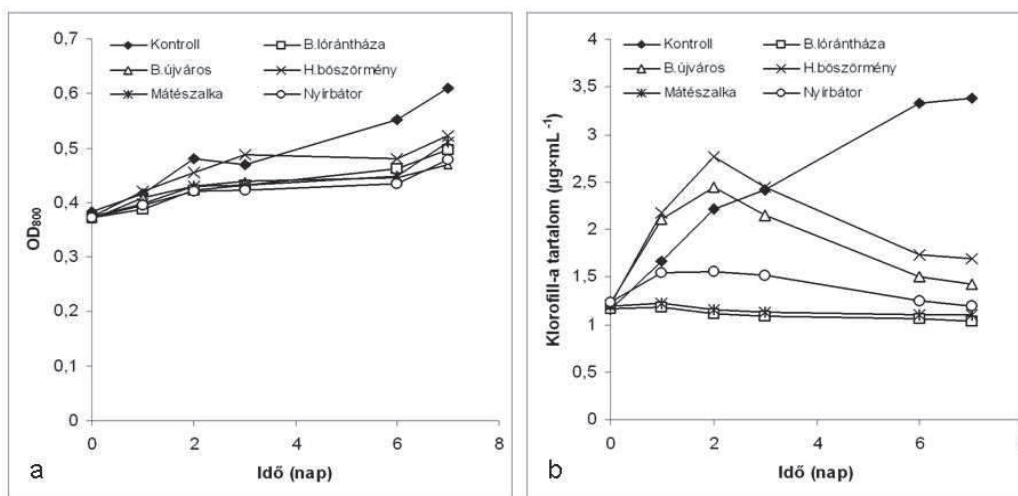 0,7
0,6
0,5
0,4
0,3
0,2
0,1
0
OD800
Kontroll
B.lórántháza
B.újváros
H.böszörmény
Mátészalka
Nyírbátor
0 2 4 6 8
Idő (nap)
a
4
3,5
3
2,5
2
1,5
1
0,5
0
Klorofill-a tartalom (µg×mL -1)
Kontroll
B.lórántháza
B.újváros
H.böszörmény
Mátészalka
Nyírbátor
0 2 4 6 8
Idő (nap)
b